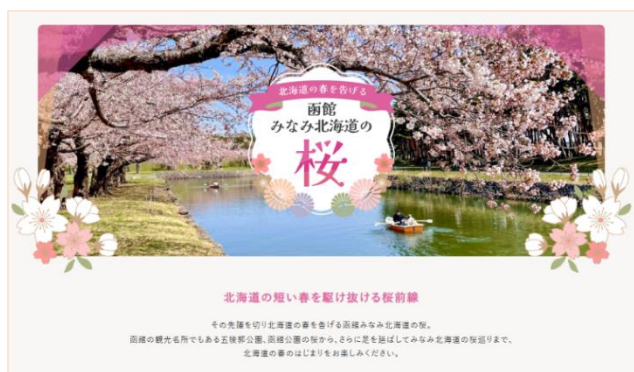 北海道の春を告げる
函館
みなみ北海道の
桜
北海道の短い春を駆け抜ける桜前線
その先陣を切り北海道の春を告げる函館みなみ北海道の桜。
函館の観光名所でもある五稜郭公園、函館公園の桜から、さらに足を延ばしてみなみ北海道の桜巡りまで、
北海道の春のはじまりをお楽しみください。